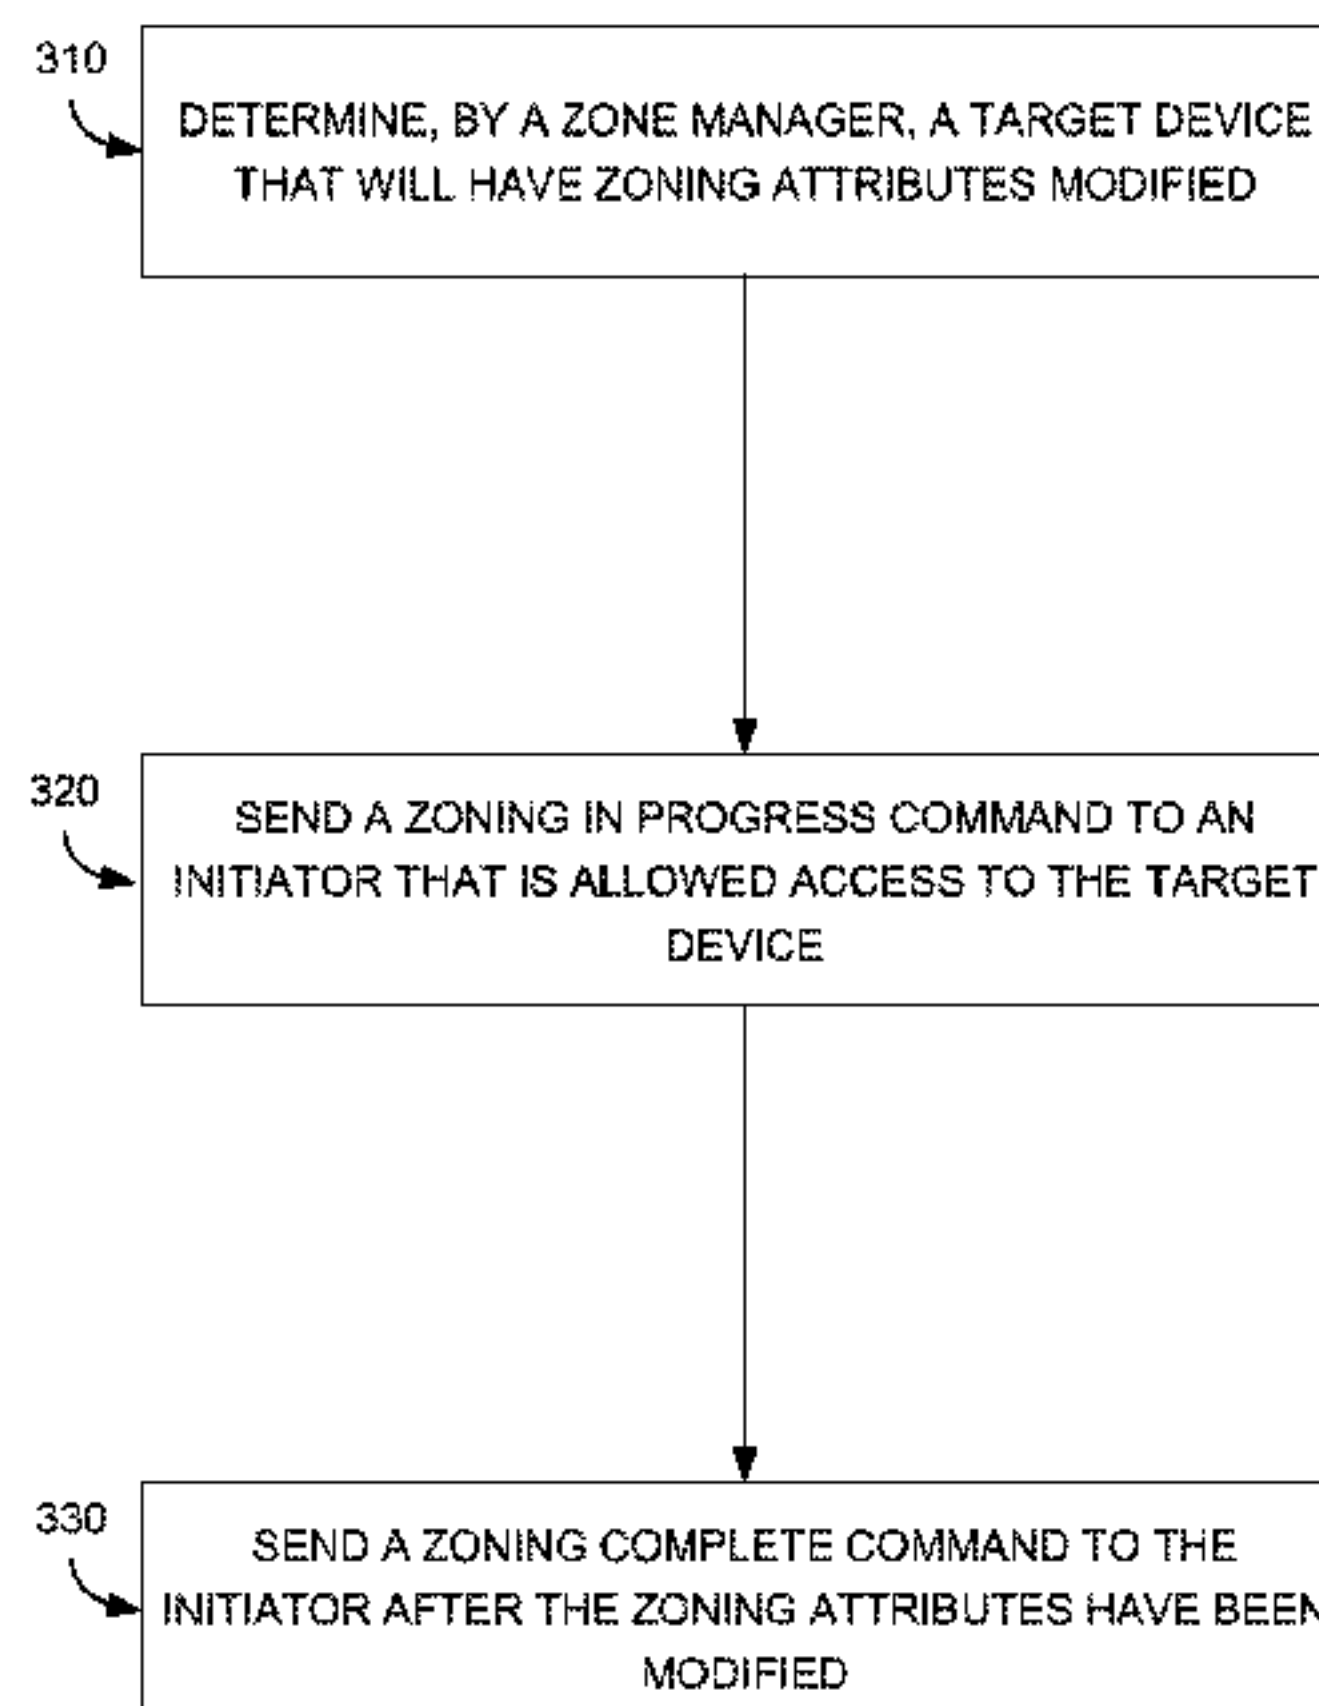 310
DETERMINE, BY A ZONE MANAGER, A TARGET DEVICE
THAT WILL HAVE ZONING ATTRIBUTES MODIFIED
320
SEND A ZONING IN PROGRESS COMMAND TO AN
INITIATOR THAT IS ALLOWED ACCESS TO THE TARGET
DEVICE
330
SEND A ZONING COMPLETE COMMAND TO THE
INITIATOR AFTER THE ZONING ATTRIBUTES HAVE BEEN
MODIFIED